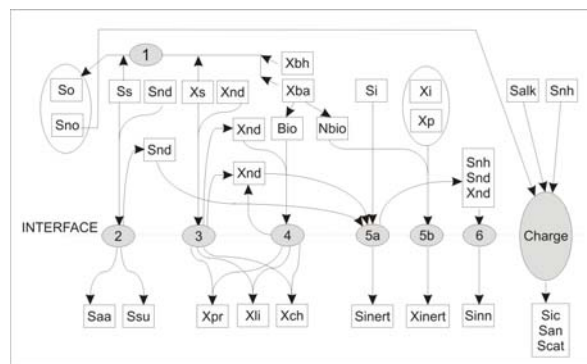 1
Xbh
So
Ss
Snd
Xs
Xnd
Xba
Si
Xi
Salk
Snh
Sno
Xnd
Bio
Nbio
Xp
Snd
Xnd
Snh
Snd
Xnd
INTERFACE
2
3
4
5a
5b
6
Charge
Saa
Ssu
Xpr
Xli
Xch
Sinert
Xinert
Sinn
Sic
San
Scat